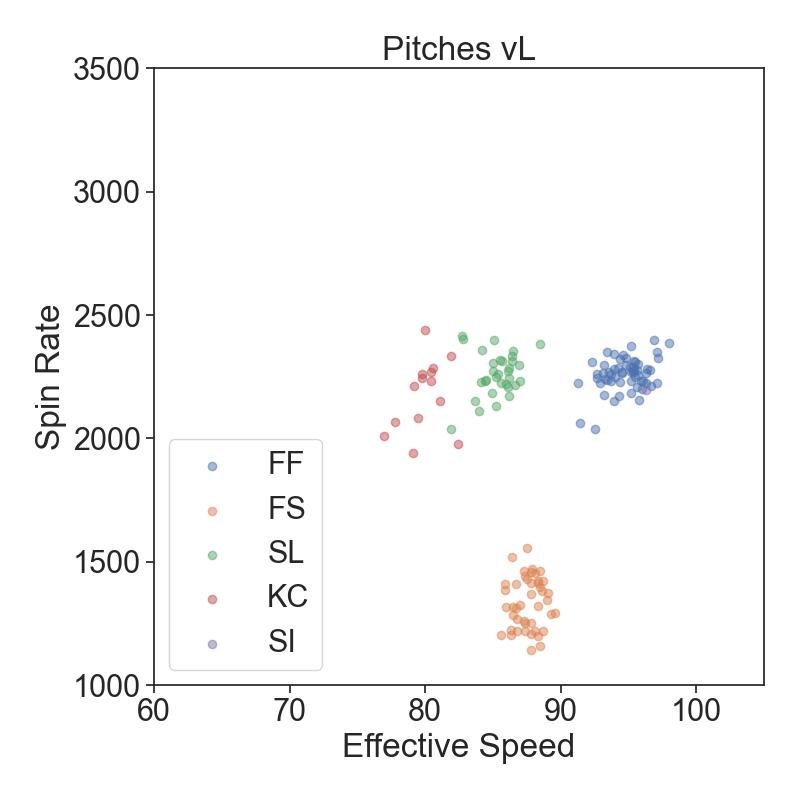 Pitches vL
3500
3000
2500
2000
1500
1000
Spin Rate
FF
FS
SL
KC
SI
60 70 80 90 100
Effective Speed